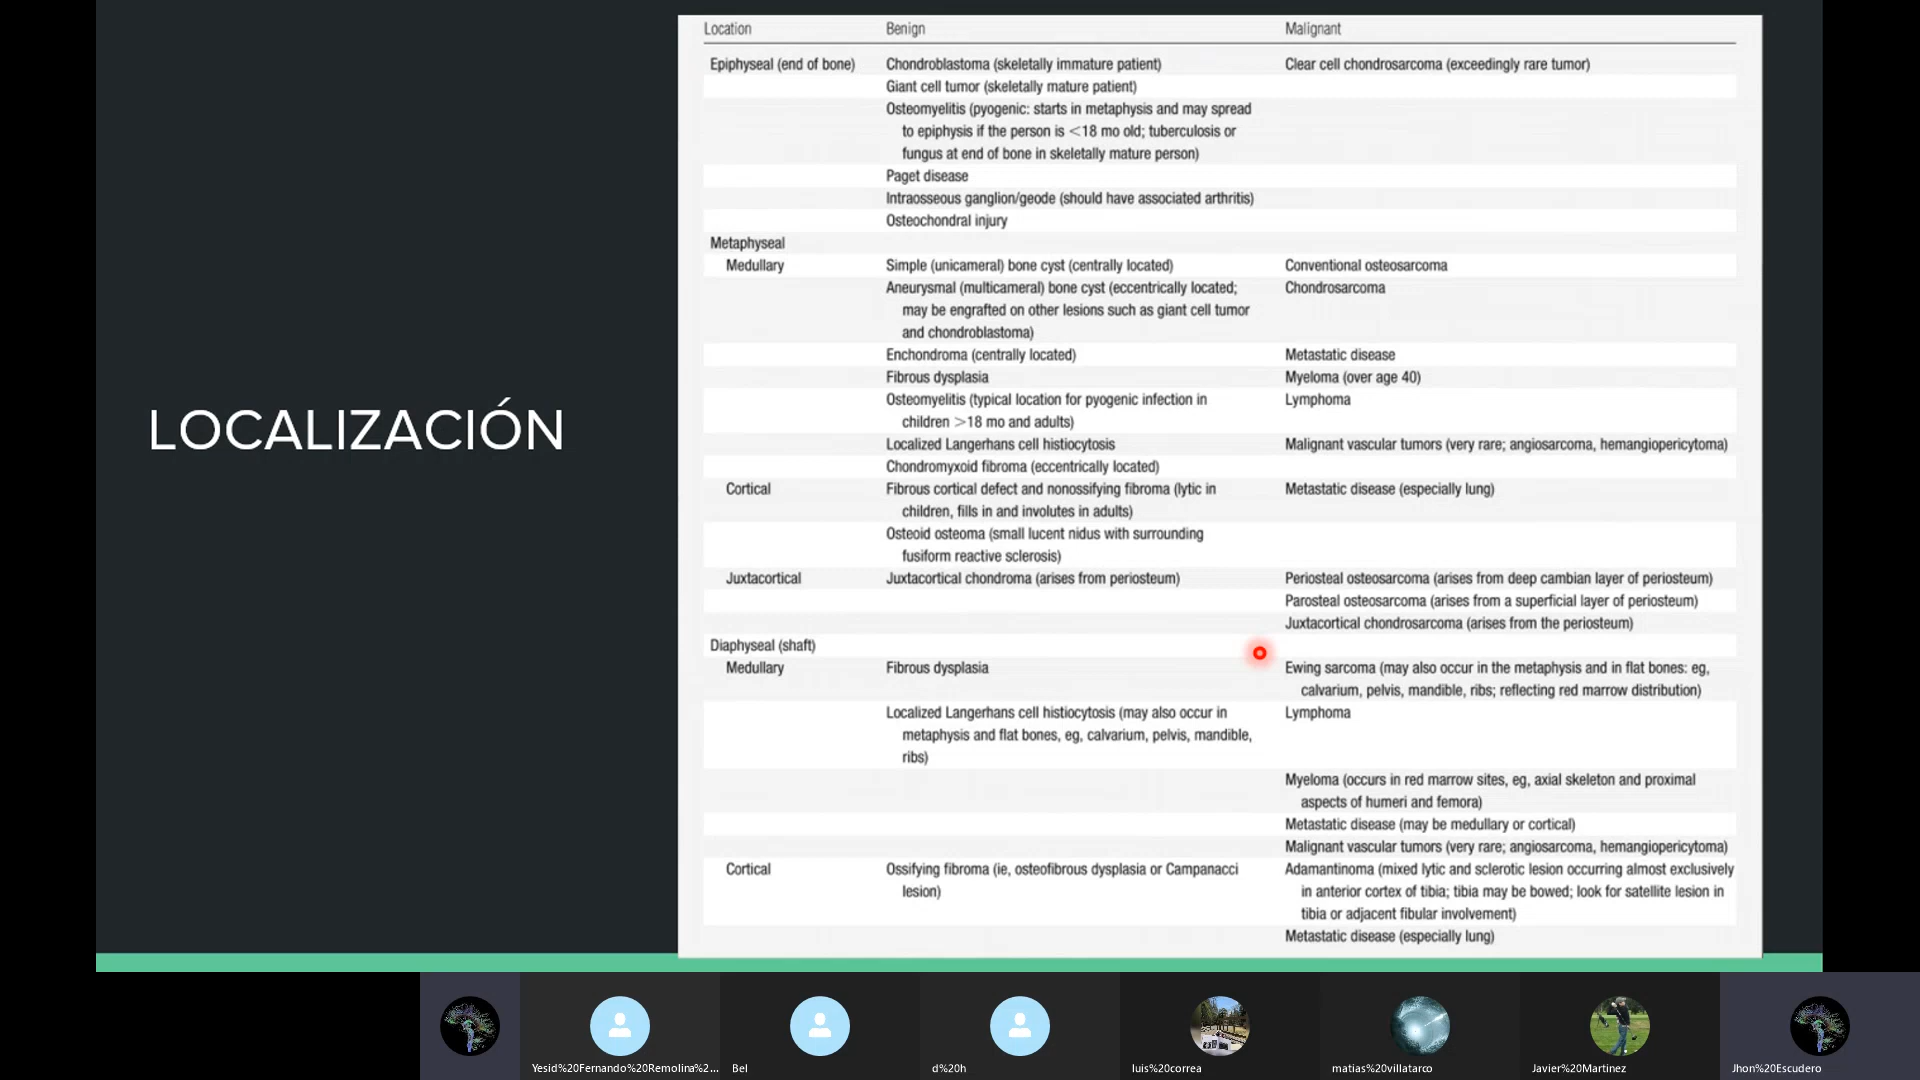 LOCALIZACIÓN
Location Benign Malignant
Epiphyseal (end of bone) Chondroblastoma (skeletally immature patient) Clear cell chondrosarcoma (exceedingly rare tumor)
Giant cell tumor (skeletally mature patient)
Osteomyelitis (pyogenic: starts in metaphysis and may spread
to epiphysis if the person is <18 mo old; tuberculosis or
fungus at end of bone in skeletally mature person)
Paget disease
Intraosseous ganglion/geode (should have associated arthritis)
Osteochondral injury
Metaphyseal
Medullary Simple (unicameral) bone cyst (centrally located) Conventional osteosarcoma
Aneurysmal (multicameral) bone cyst (eccentrically located; Chondrosarcoma
may be engrafted on other lesions such as giant cell tumor
and chondroblastoma)
Enchondroma (centrally located) Metastatic disease
Fibrous dysplasia Myeloma (over age 40)
Osteomyelitis (typical location for pyogenic infection in Lymphoma
children >18 mo and adults)
Localized Langerhans cell histiocytosis Malignant vascular tumors (very rare; angiosarcoma, hemangiopericytoma)
Chondromyxoid fibroma (eccentrically located)
Cortical Fibrous cortical defect and nonossifying fibroma (lytic in Metastatic disease (especially lung)
children, fills in and involutes in adults)
Osteoid osteoma (small lucent nidus with surrounding
fusiform reactive sclerosis)
Juxtacortical Juxtacortical chondroma (arises from periosteum) Periosteal osteosarcoma (arises from deep cambian layer of periosteum)
Parosteal osteosarcoma (arises from a superficial layer of periosteum)
Juxtacortical chondrosarcoma (arises from the periosteum)
Diaphyseal (shaft)
Medullary Fibrous dysplasia Ewing sarcoma (may also occur in the metaphysis and in flat bones: eg,
calvarium, pelvis, mandible, ribs; reflecting red marrow distribution)
Localized Langerhans cell histiocytosis (may also occur in Lymphoma
metaphysis and flat bones, eg, calvarium, pelvis, mandible,
ribs)
Myeloma (occurs in red marrow sites, eg, axial skeleton and proximal
aspects of humeri and femora)
Metastatic disease (may be medullary or cortical)
Malignant vascular tumors (very rare; angiosarcoma, hemangiopericytoma)
Cortical Ossifying fibroma (ie, osteofibrous dysplasia or Campanacci Adamantinoma (mixed lytic and sclerotic lesion occurring almost exclusively
lesion) in anterior cortex of tibia; tibia may be bowed; look for satellite lesion in
tibia or adjacent fibular involvement)
Metastatic disease (especially lung)
Yesid%20Fernando%20Remolina%2... Bel d%20h luis%20correa matias%20villatarco Javier%20Martinez Jhon%20Escudero